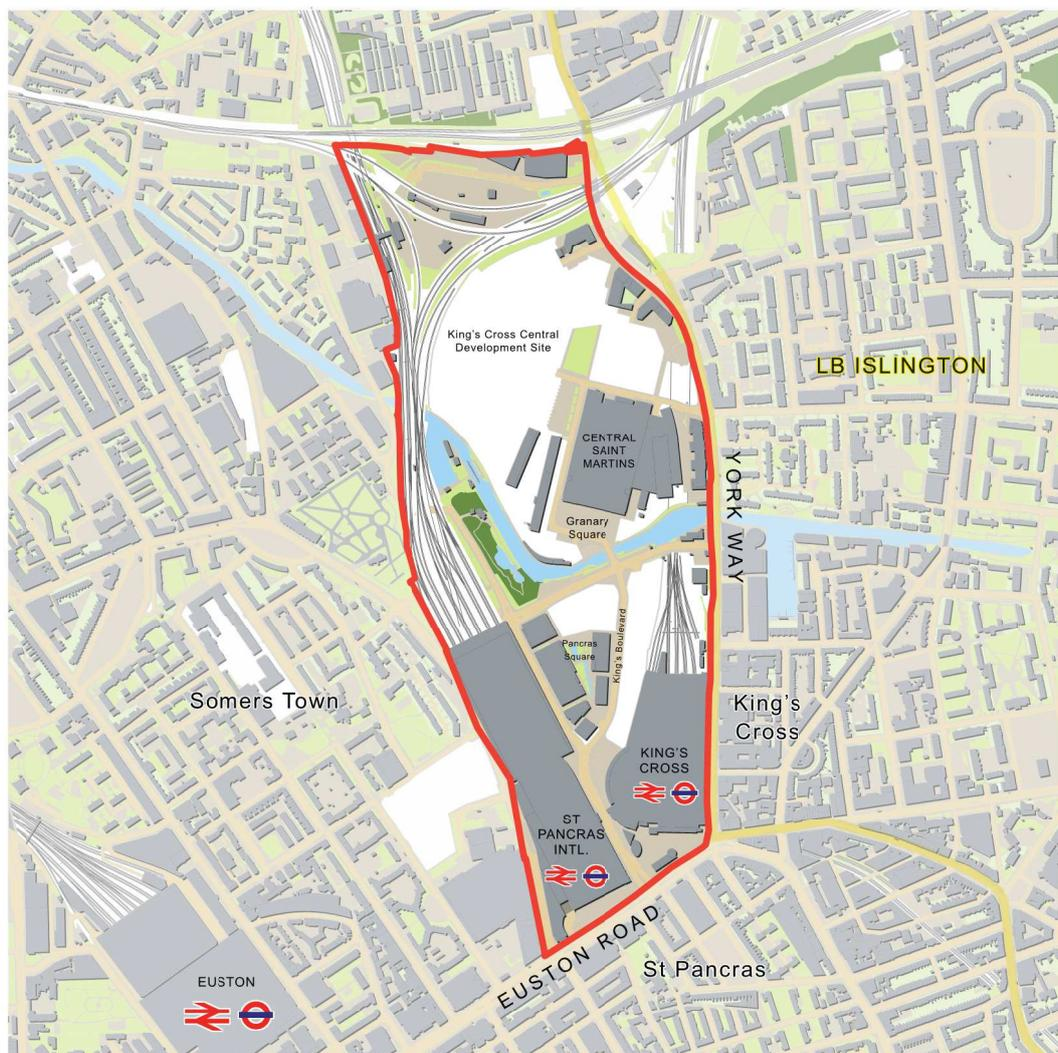 King's Cross Central
Development Site
LB ISLINGTON
CENTRAL
SAINT
MARTINS
YORK WAY
Granary
Square
King's Boulevard
Pancras
Square
Somers Town
King's
Cross
KING'S
CROSS
ST
PANCRAS
INTL.
EUSTON ROAD
St Pancras
EUSTON